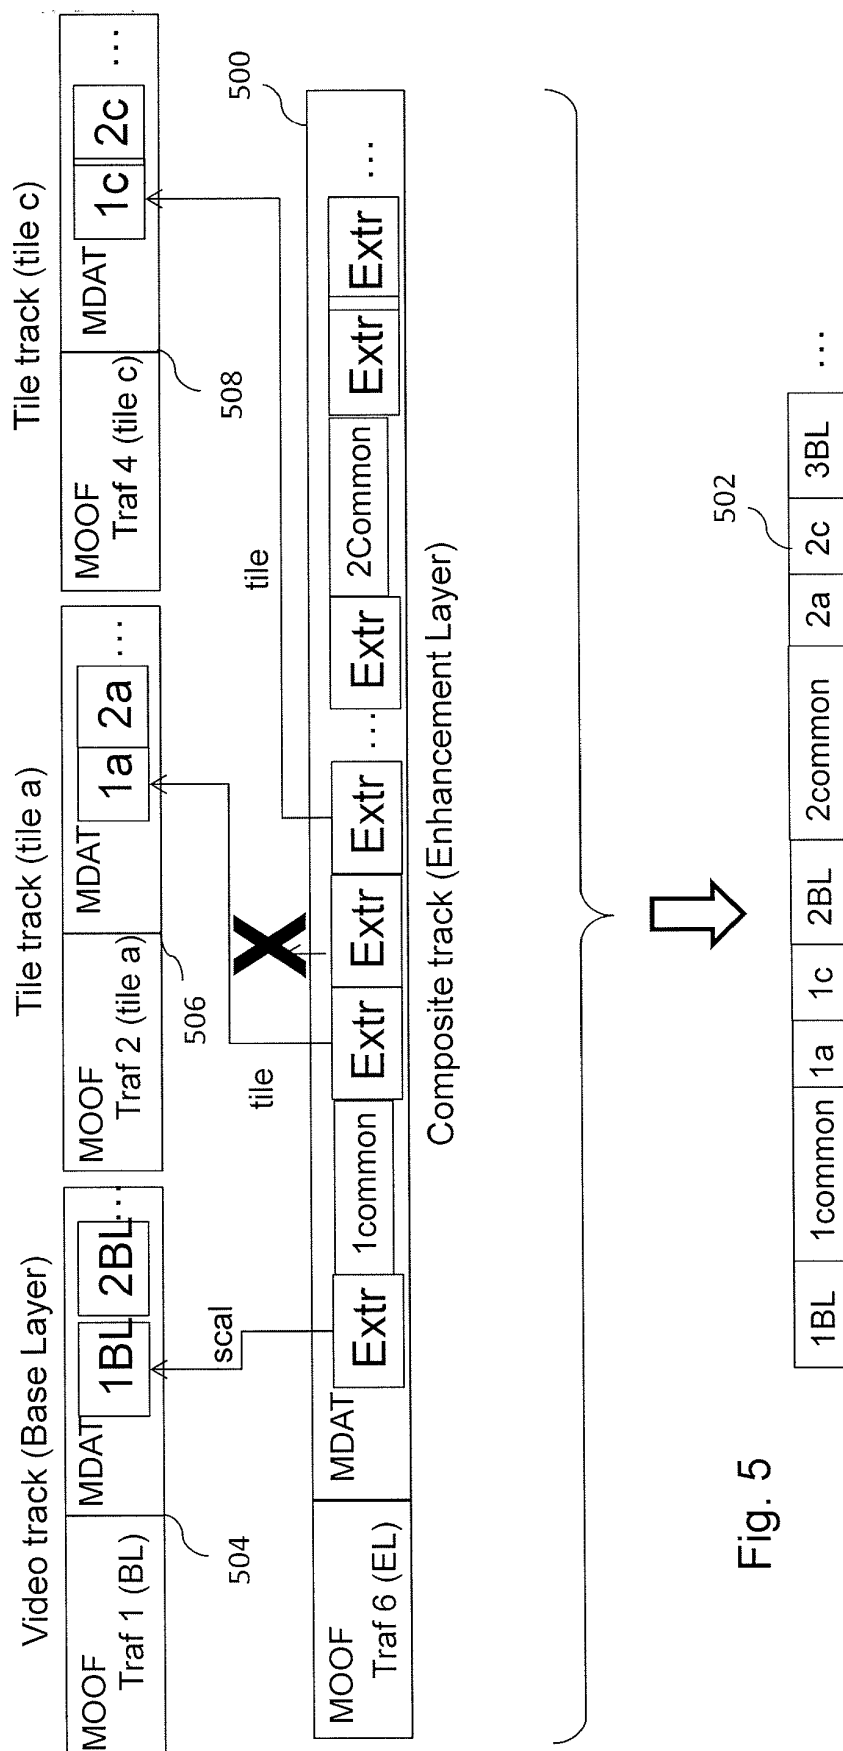 Video track (Base Layer)
Tile track (tile a)
Tile track (tile c)
MOOF
Traf 1 (BL)
MDAT
1BL
2BL
...
MOOF
Traf 2 (tile a)
MDAT
1a
2a
...
MOOF
Traf 4 (tile c)
MDAT
1c
2c
...
504
506
508
scal
tile
X
tile
500
MOOF
Traf 6 (EL)
MDAT
Extr
1common
Extr
Extr
Extr
...
Extr
2Common
Extr
Extr
...
Composite track (Enhancement Layer)
502
1BL
1common
1a
1c
2BL
2common
2a
2c
3BL
...
Fig. 5